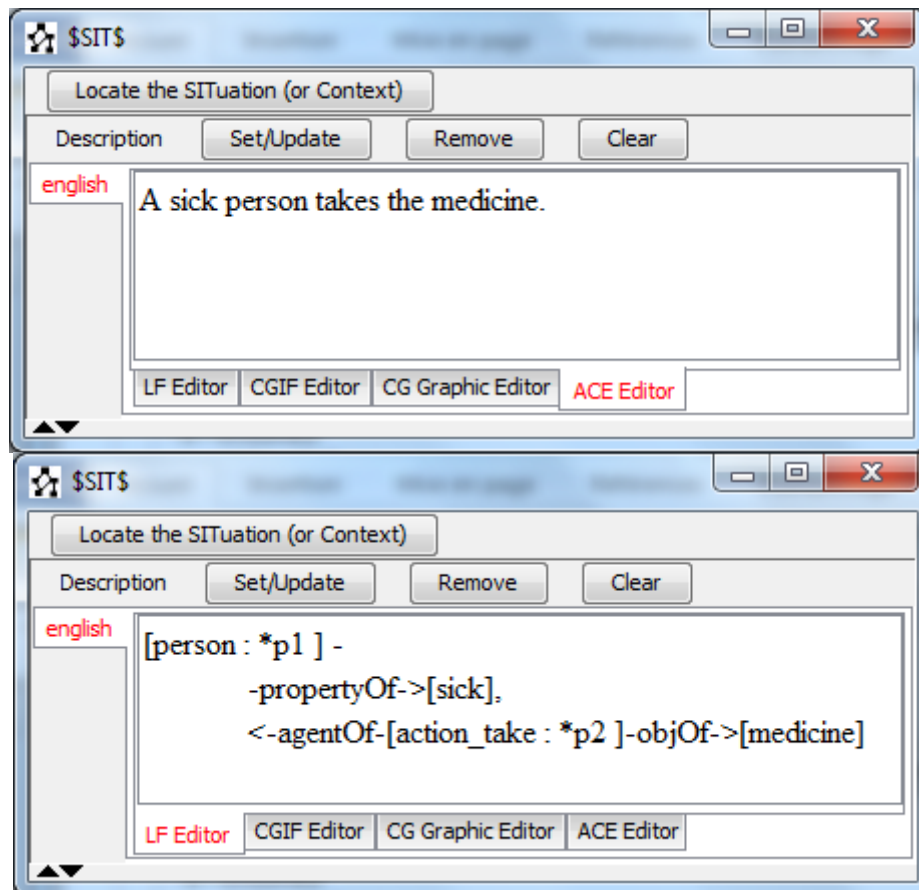 $SIT$
Locate the SITuation (or Context)
Description Set/Update Remove Clear
english
A sick person takes the medicine.
LF Editor CGIF Editor CG Graphic Editor ACE Editor
$SIT$
Locate the SITuation (or Context)
Description Set/Update Remove Clear
english
[person : *p1 ] -
-propertyOf->[sick],
<-agentOf-[action_take : *p2 ]-objOf->[medicine]
LF Editor CGIF Editor CG Graphic Editor ACE Editor